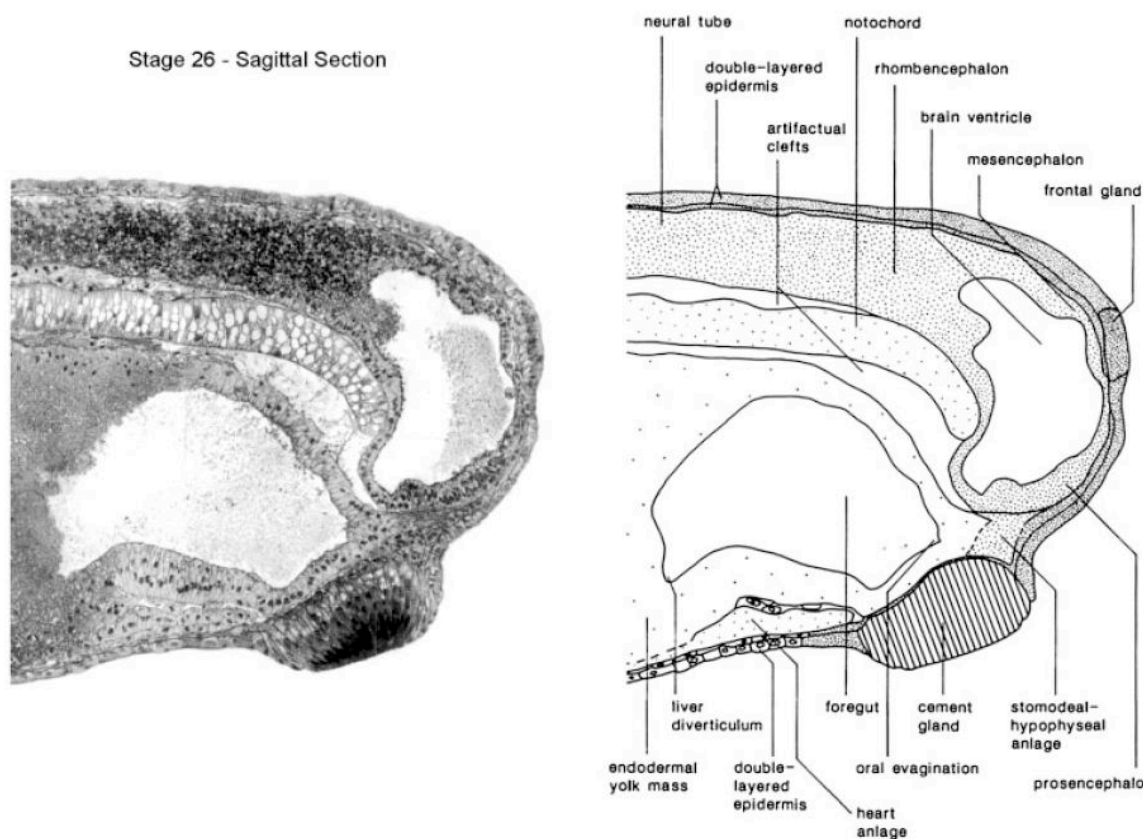 Stage 26 - Sagittal Section
neural tube
notochord
double-layered
epidermis
rhombencephalon
artifactual
clefts
brain ventricle
mesencephalon
frontal gland
liver
diverticulum
foregut
cement
gland
stomodeal-
hypophyseal
anlage
endodermal
yolk mass
double-
layered
epidermis
oral evagination
heart
anlage
prosencephalo